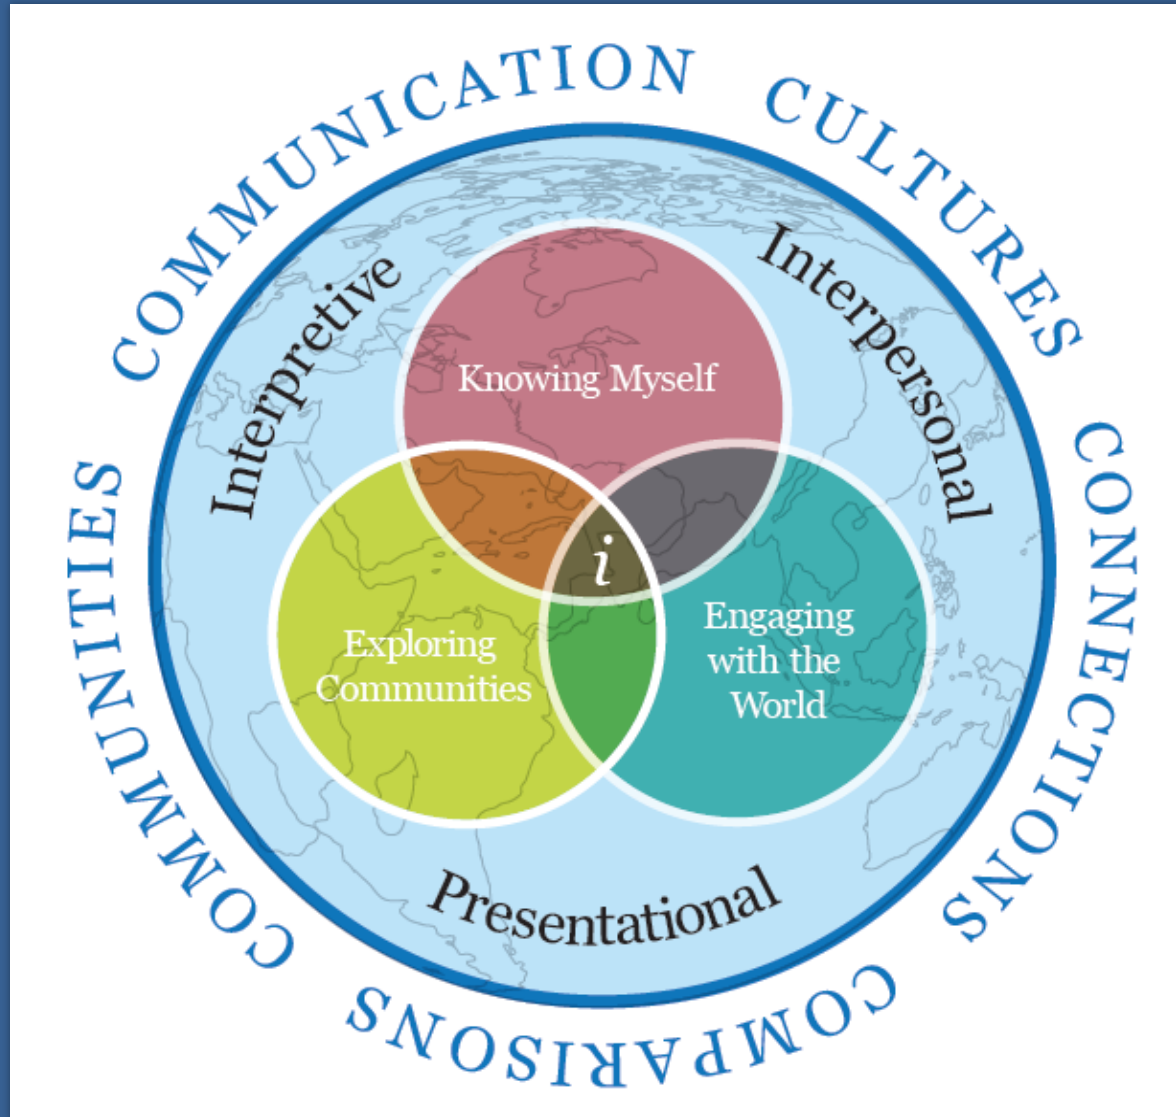 COMMUNICATION
CULTURES
CONNECTIONS
COMPARISONS
COMMUNITIES
Interpretive
Interpersonal
Presentational
Knowing Myself
i
Exploring
Communities
Engaging
with the
World